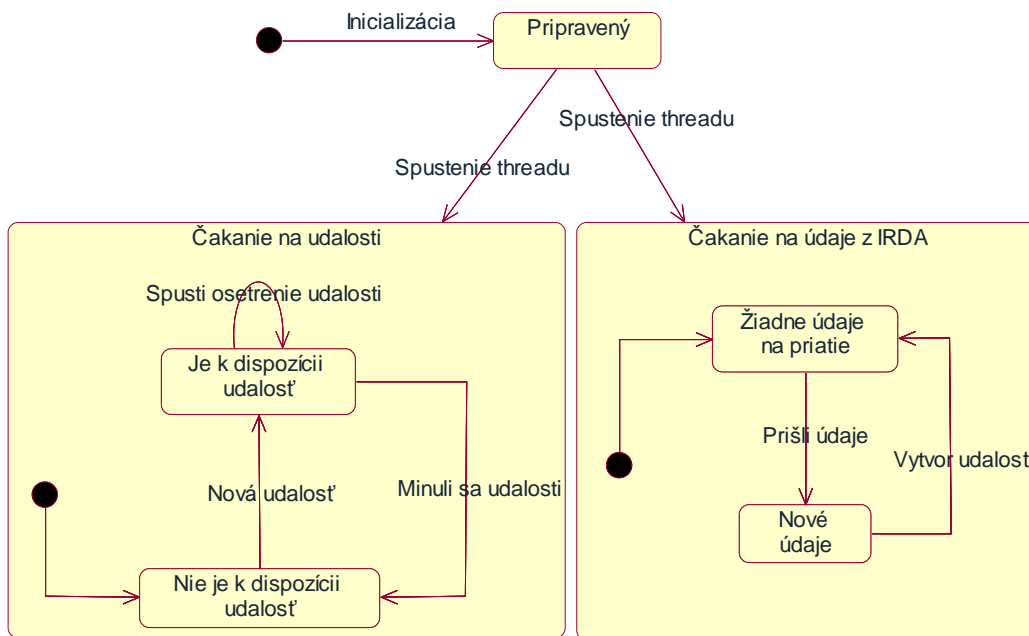 Inicializácia
Pripravený
Spustenie threadu
Spustenie threadu
Čakanie na udalosti
Spusti osetrenie udalosti
Je k dispozícii
udalosť
Nová udalosť
Minuli sa udalosti
Nie je k dispozícii
udalosť
Čakanie na údaje z IRDA
Žiadne údaje
na priatie
Prišli údaje
Vytvor udalosť
Nové
údaje